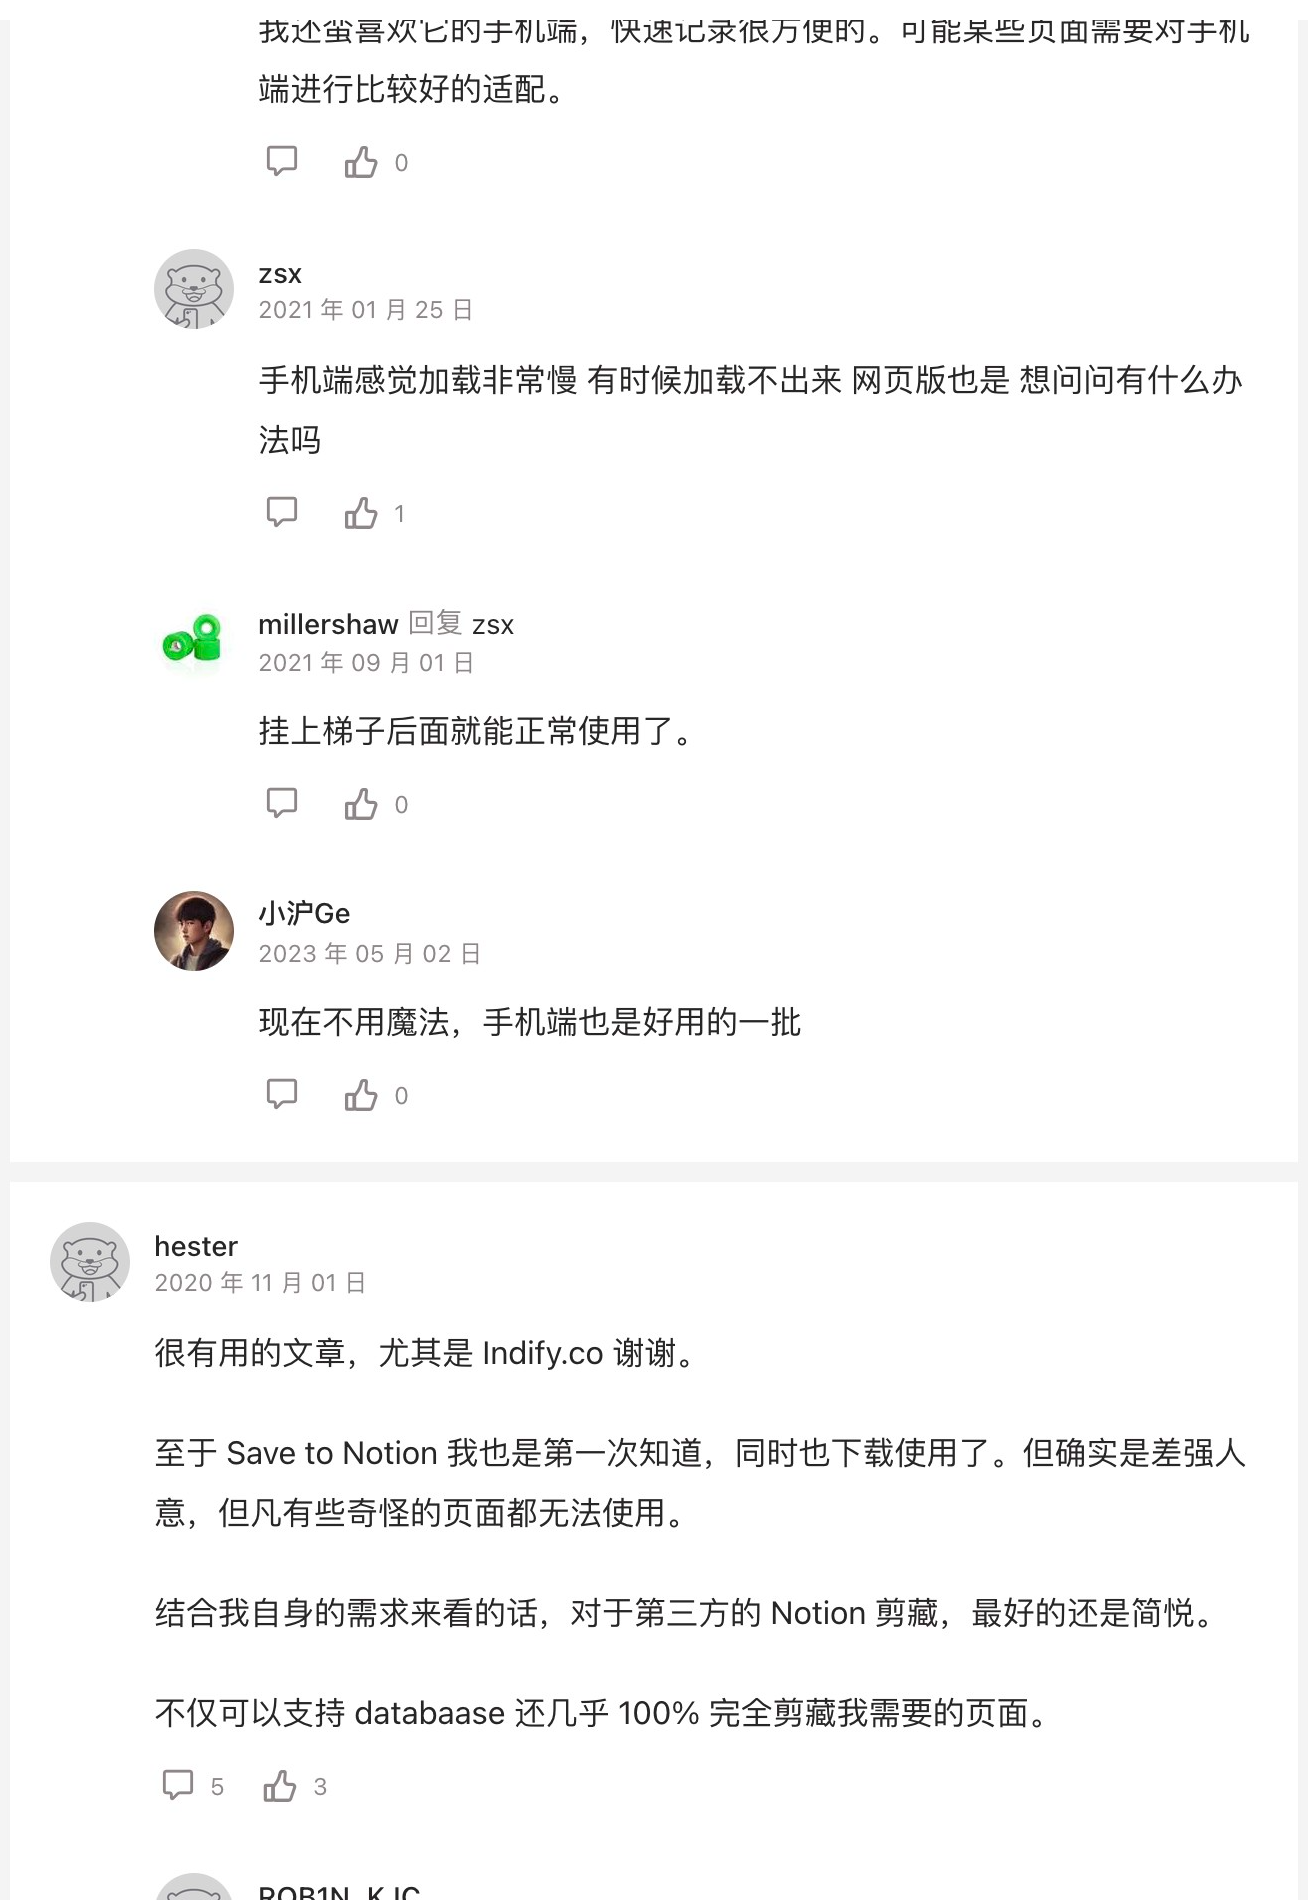 我还蛮喜欢它的手机端，快速记录很方便的。可能某些页面需要对手机
端进行比较好的适配。
0
zsx
2021 年 01 月 25 日
手机端感觉加载非常慢 有时候加载不出来 网页版也是 想问问有什么办
法吗
1
millershaw 回复 zsx
2021 年 09 月 01 日
挂上梯子后面就能正常使用了。
0
小沪Ge
2023 年 05 月 02 日
现在不用魔法，手机端也是好用的一批
0
hester
2020 年 11 月 01 日
很有用的文章，尤其是 Indify.co 谢谢。
至于 Save to Notion 我也是第一次知道，同时也下载使用了。但确实是差强人
意，但凡有些奇怪的页面都无法使用。
结合我自身的需求来看的话，对于第三方的 Notion 剪藏，最好的还是简悦。
不仅可以支持 databaase 还几乎 100% 完全剪藏我需要的页面。
5 3
ROB1N_KJC